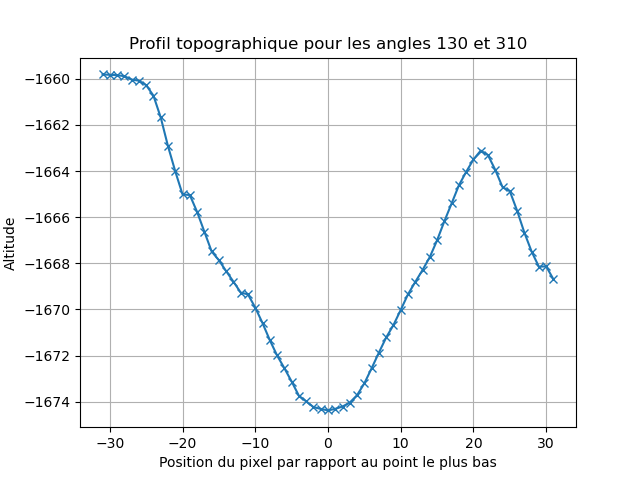 Profil topographique pour les angles 130 et 310
Altitude
−1660
−1662
−1664
−1666
−1668
−1670
−1672
−1674
−30 −20 −10 0 10 20 30
Position du pixel par rapport au point le plus bas